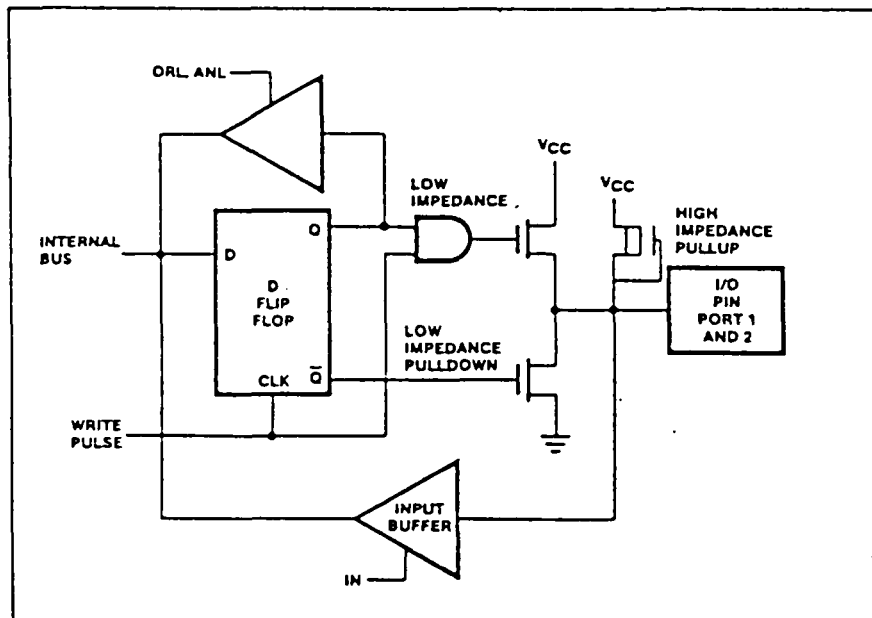 ORL, ANL
VCC
VCC
LOW
IMPEDANCE
HIGH
IMPEDANCE
PULLUP
INTERNAL
BUS
D
Q
D
FLIP
FLOP
I/O
PIN
PORT 1
AND 2
LOW
IMPEDANCE
PULLDOWN
CLK
Q̅
WRITE
PULSE
INPUT
BUFFER
IN